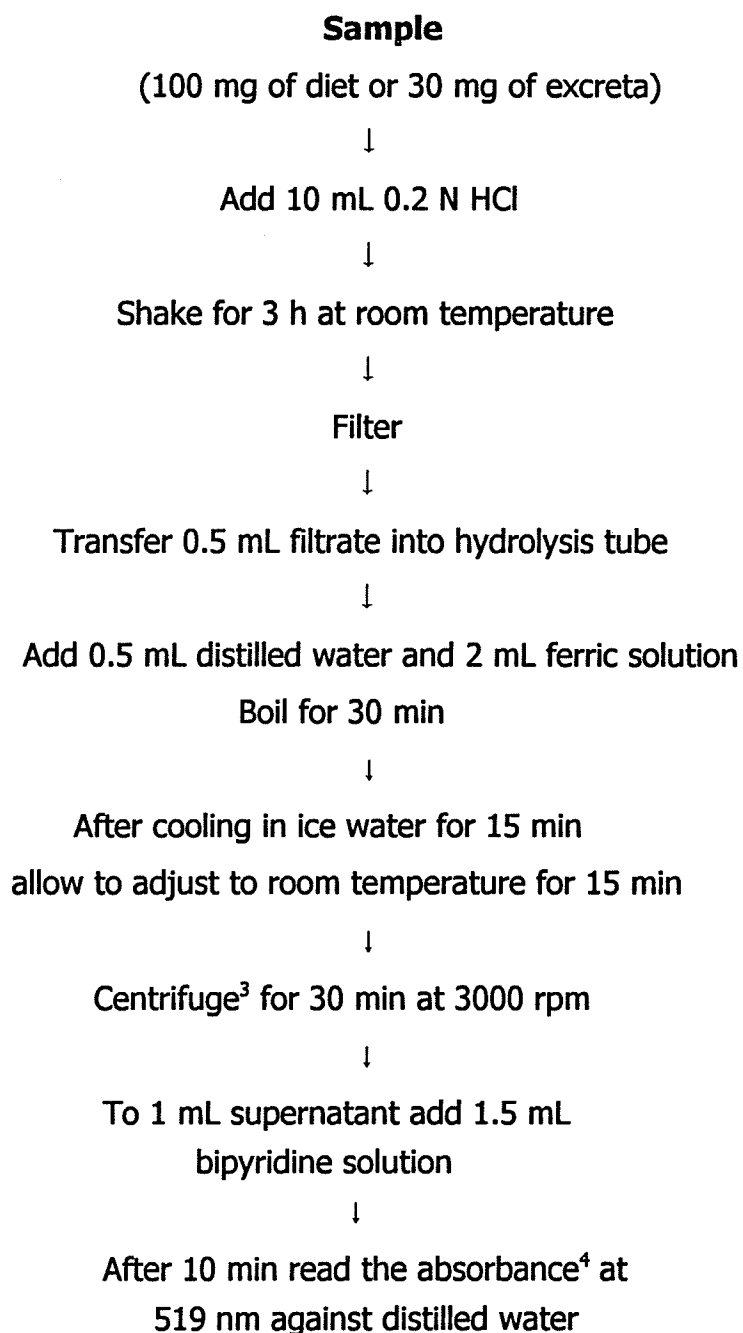 Sample
(100 mg of diet or 30 mg of excreta)
↓
Add 10 mL 0.2 N HCl
↓
Shake for 3 h at room temperature
↓
Filter
↓
Transfer 0.5 mL filtrate into hydrolysis tube
↓
Add 0.5 mL distilled water and 2 mL ferric solution
Boil for 30 min
↓
After cooling in ice water for 15 min
allow to adjust to room temperature for 15 min
↓
Centrifuge³ for 30 min at 3000 rpm
↓
To 1 mL supernatant add 1.5 mL
bipyridine solution
↓
After 10 min read the absorbance⁴ at
519 nm against distilled water